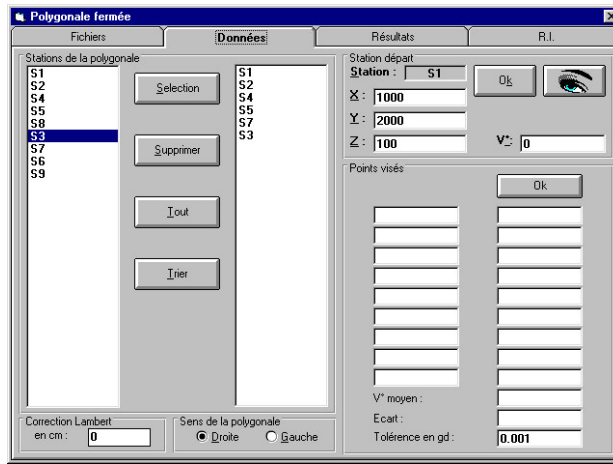 Polygonale fermée
Fichiers
Données
Résultats
R.I.
Stations de la polygonale
S1
S2
S4
S5
S8
S3
S7
S6
S9
Selection
Supprimer
Tout
Trier
S1
S2
S4
S5
S7
S3
Correction Lambert
en cm :
0
Sens de la polygonale
Droite
Gauche
Station départ
Station :
S1
Ok
X :
1000
Y :
2000
Z :
100
V°:
0
Points visés
Ok
V° moyen :
Ecart :
Tolérence en gd :
0.001